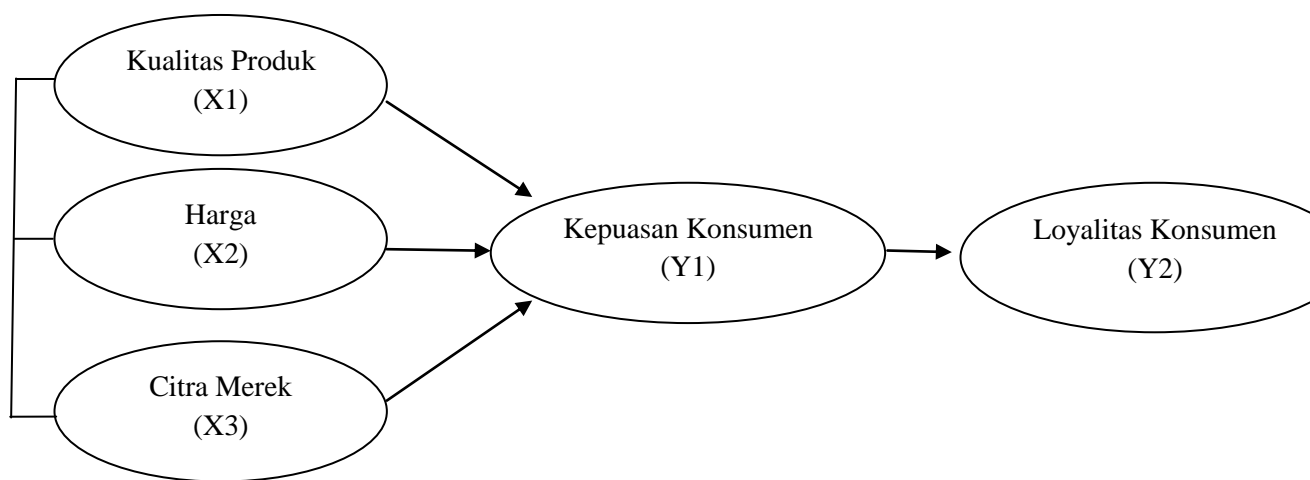 Kualitas Produk
(X1)
Harga
(X2)
Citra Merek
(X3)
Kepuasan Konsumen
(Y1)
Loyalitas Konsumen
(Y2)